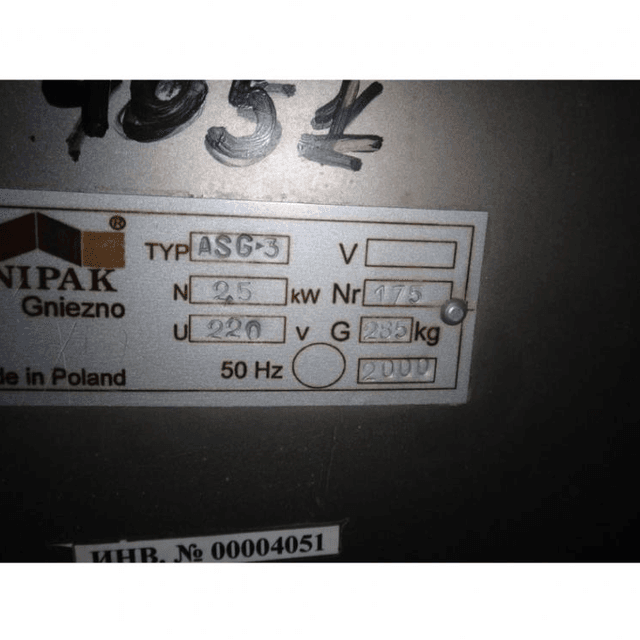 4051
®
NIPAK
Gniezno
de in Poland
TYP ASG-3 V
N 2,5 kW Nr 175
U 220 V G 285 kg
50 Hz 2000
ИНВ. № 00004051